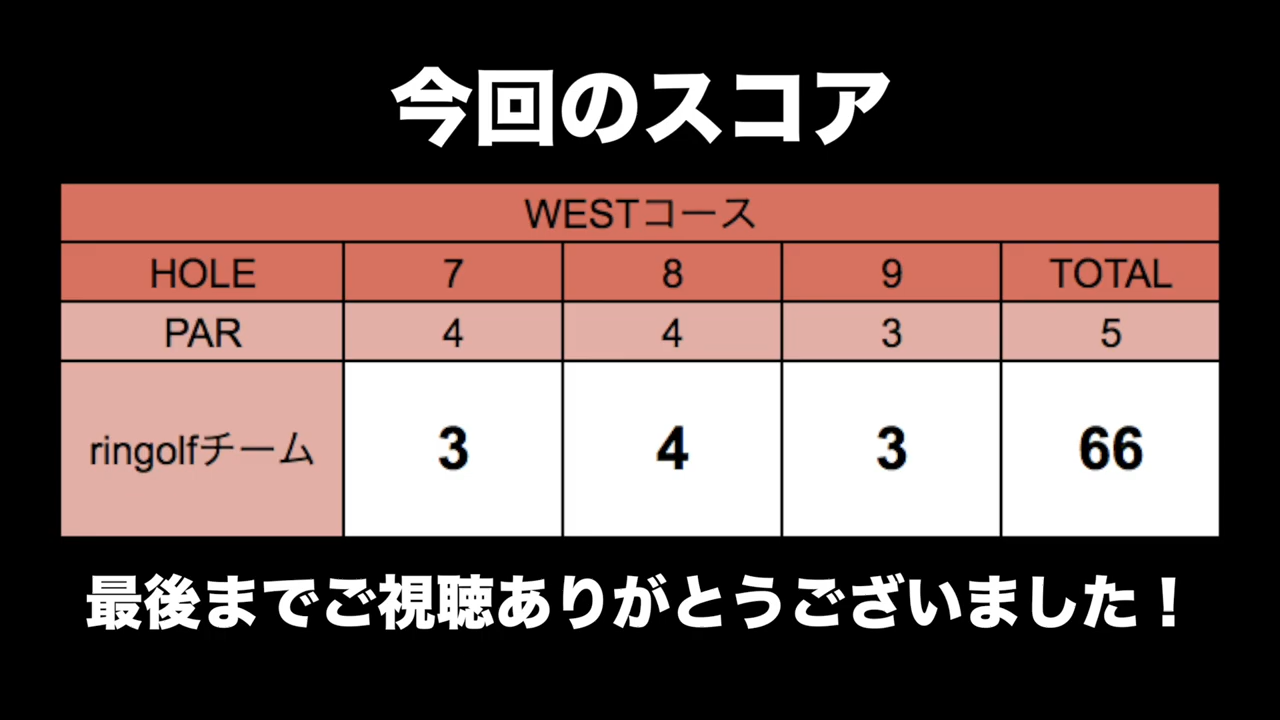 今回のスコア
WESTコース
HOLE 7 8 9 TOTAL
PAR 4 4 3 5
ringolfチーム 3 4 3 66
最後までご視聴ありがとうございました！